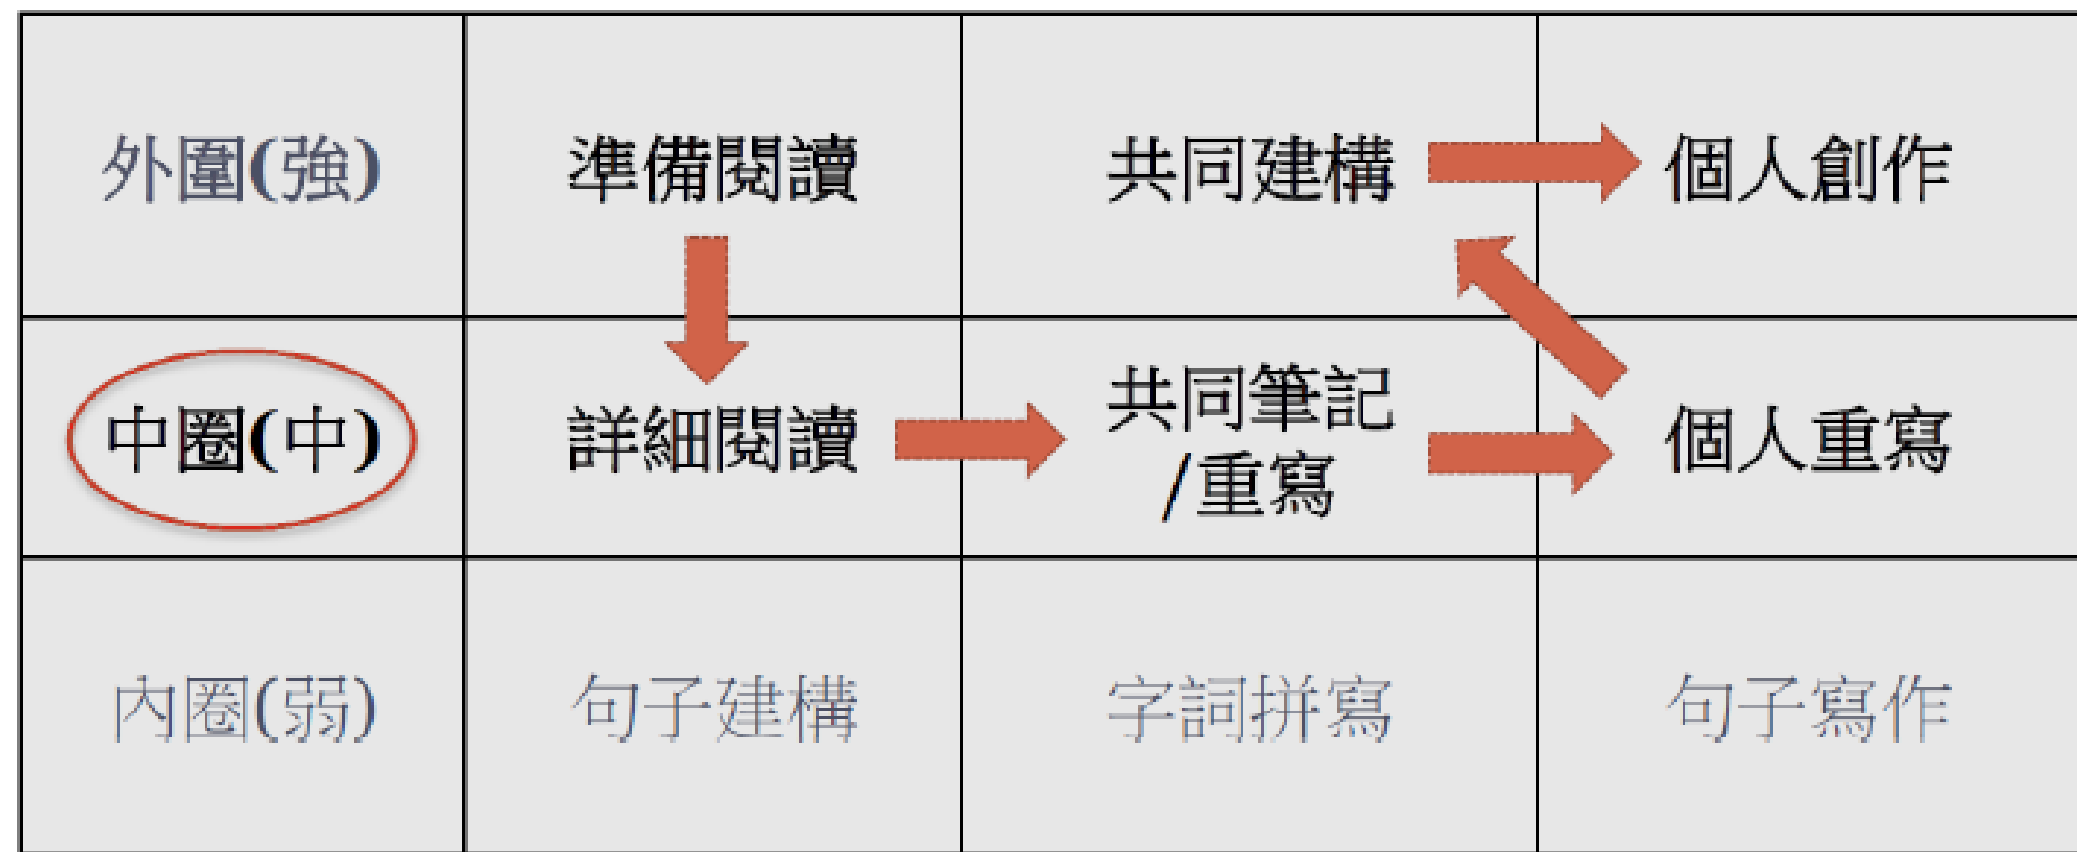 外圍(強)
準備閱讀
共同建構
個人創作
中圈(中)
詳細閱讀
共同筆記
/重寫
個人重寫
內圈(弱)
句子建構
字詞拼寫
句子寫作